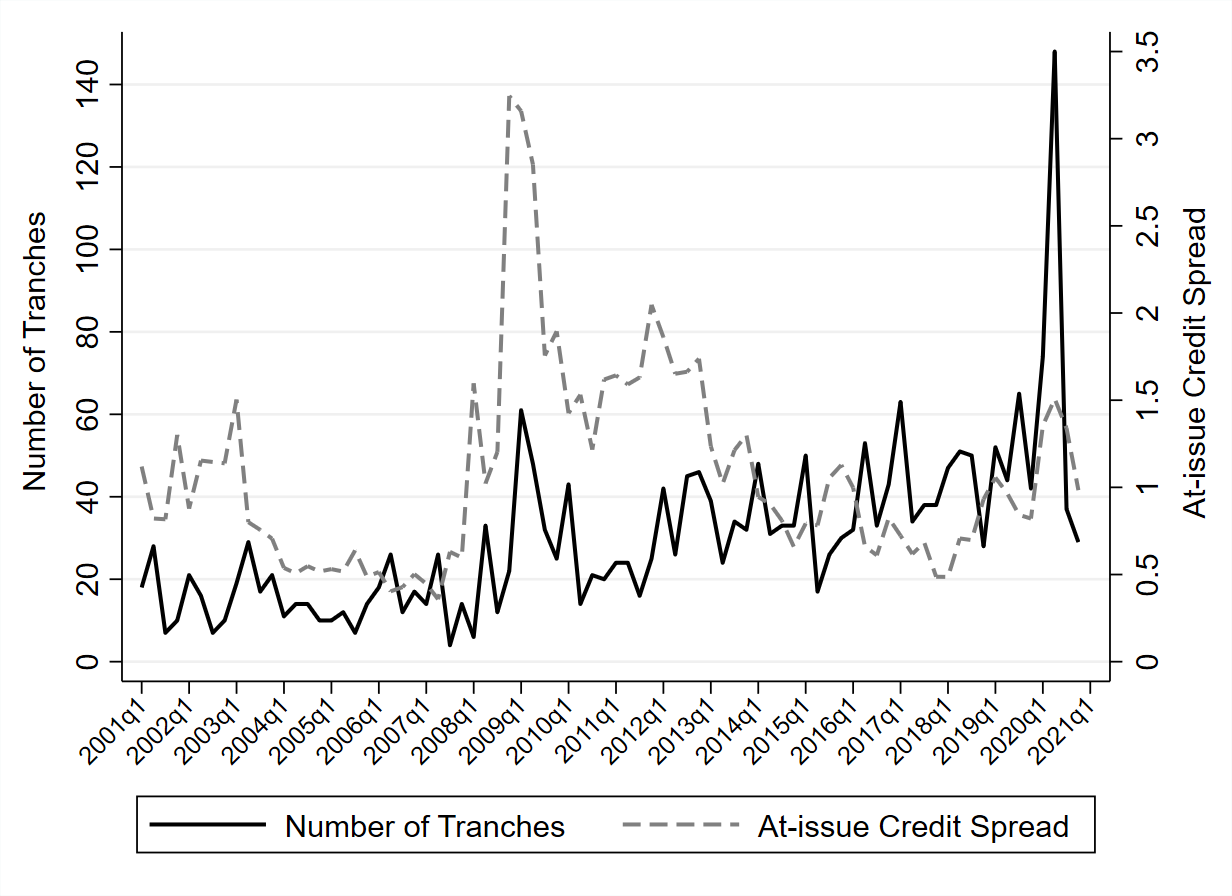 Number of Tranches
140
120
100
80
60
40
20
0
At-issue Credit Spread
3.5
3
2.5
2
1.5
1
0.5
0
2001q1
2002q1
2003q1
2004q1
2005q1
2006q1
2007q1
2008q1
2009q1
2010q1
2011q1
2012q1
2013q1
2014q1
2015q1
2016q1
2017q1
2018q1
2019q1
2020q1
2021q1
Number of Tranches At-issue Credit Spread